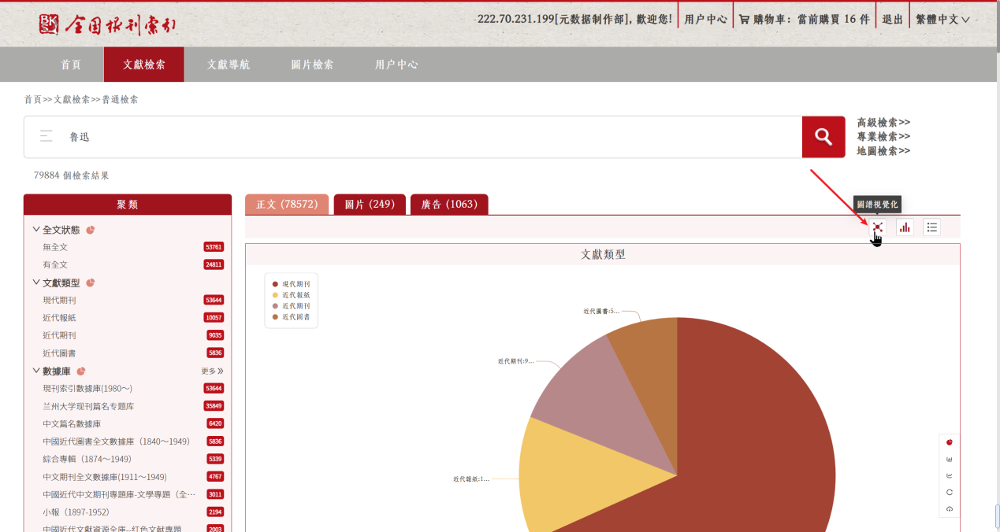 全国报刊索引
222.70.231.199[元数据制作部], 歡迎您! 用户中心 購物車: 當前購買 16 件 退出 繁體中文
首頁 文獻檢索 文獻導航 圖片檢索 用户中心
首頁>>文獻檢索>>普通檢索
鲁迅
高級檢索>>
專業檢索>>
地圖檢索>>
79884 個檢索結果
聚類
全文狀態
無全文 53761
有全文 24811
文獻類型
現代期刊 53644
近代報紙 10057
近代期刊 9035
近代圖書 5836
數據庫 更多
現刊索引數據庫(1980～) 53644
兰州大学现刊篇名专题库 35849
中文篇名數據庫 6420
中國近代圖書全文數據庫（1840～1949） 5836
綜合專輯（1874～1949） 5339
中文期刊全文數據庫(1911～1949) 4767
中國近代中文期刊專題庫-文學專題（全… 3011
小報（1897-1952） 2194
中國近代文獻資源全庫--紅色文獻專題 2003
正文 (78572) 圖片 (249) 廣告 (1063)
圖譜視覺化
文獻類型
現代期刊
近代報紙
近代期刊
近代圖書
近代圖書:5...
近代期刊:9...
近代報紙:1...